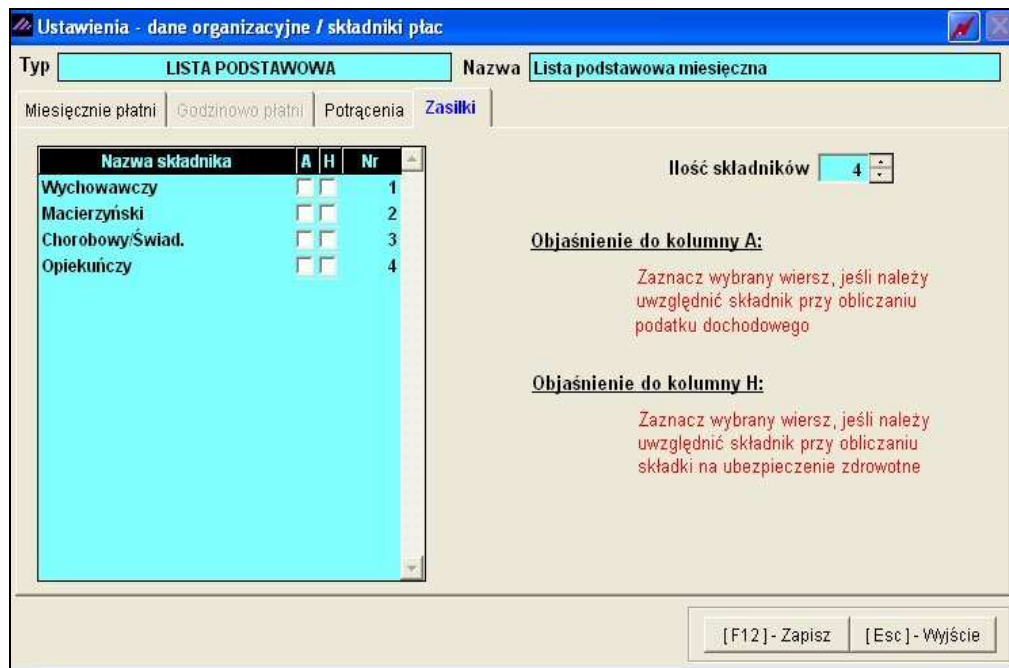 Ustawienia - dane organizacyjne / składniki płac
Typ LISTA PODSTAWOWA Nazwa Lista podstawowa miesięczna
Miesięcznie płatni Godzinowo płatni Potrącenia Zasilki
Nazwa składnika A H Nr
Wychowawczy 1
Macierzyński 2
Chorobowy/Świad. 3
Opiekuńczy 4
Ilość składników 4
Objaśnienie do kolumny A:
Zaznacz wybrany wiersz, jeśli należy
uwzględnić składnik przy obliczaniu
podatku dochodowego
Objaśnienie do kolumny H:
Zaznacz wybrany wiersz, jeśli należy
uwzględnić składnik przy obliczaniu
składki na ubezpieczenie zdrowotne
[ F12 ] - Zapisz [ Esc ] - Wyjście